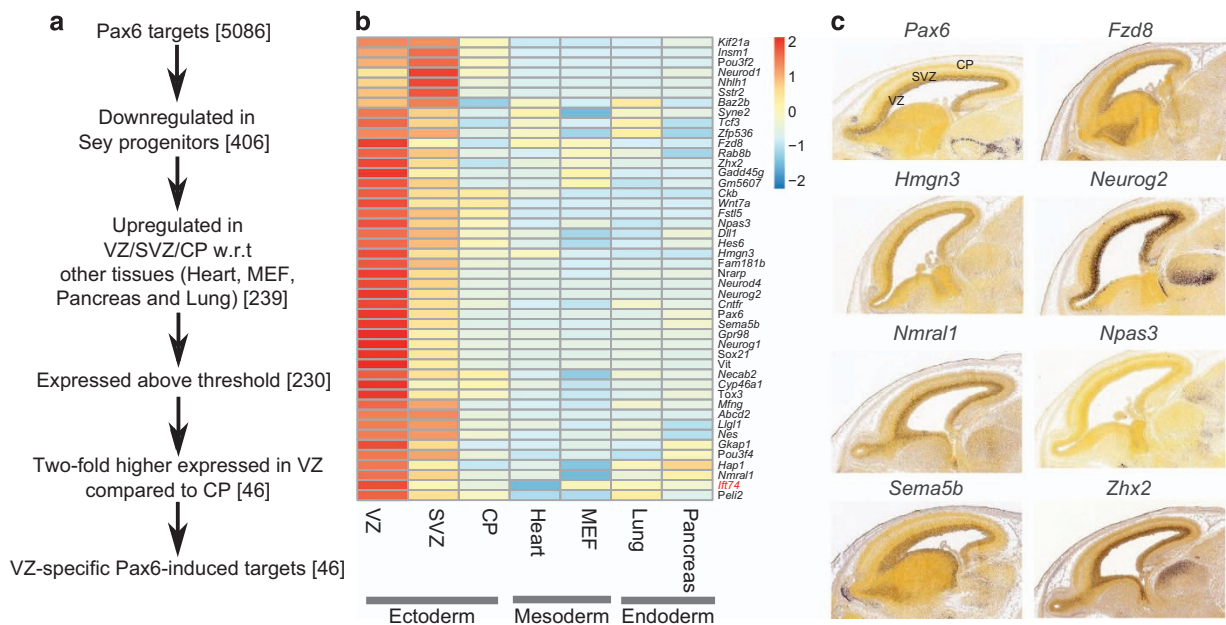 a
Pax6 targets [5086]
Downregulated in
Sey progenitors [406]
Upregulated in
VZ/SVZ/CP w.r.t
other tissues (Heart, MEF,
Pancreas and Lung) [239]
Expressed above threshold [230]
Two-fold higher expressed in VZ
compared to CP [46]
VZ-specific Pax6-induced targets [46]
b
Kif21a
Insm1
Pou3f2
Neurod1
Nhlh1
Sstr2
Baz2b
Syne2
Tcf3
Zfp536
Fzd8
Rab8b
Zhx2
Gadd45g
Gm5607
Ckb
Wnt7a
Fstl5
Npas3
Dll1
Hes6
Hmgn3
Fam181b
Nrarp
Neurod4
Neurog2
Cntfr
Pax6
Sema5b
Gpr98
Neurog1
Sox21
Vit
Necab2
Cyp46a1
Tox3
Mfng
Abcd2
Llgl1
Nes
Gkap1
Pou3f4
Hap1
Nmral1
Ift74
Peli2
2
1
0
−1
−2
VZ
SVZ
CP
Heart
MEF
Lung
Pancreas
Ectoderm
Mesoderm
Endoderm
c
Pax6
Fzd8
CP
SVZ
VZ
Hmgn3
Neurog2
Nmral1
Npas3
Sema5b
Zhx2